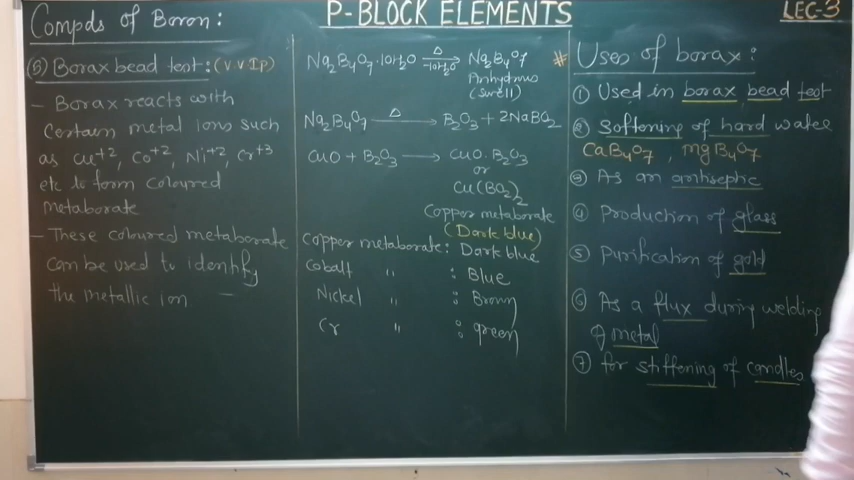 P-BLOCK ELEMENTS
LEC-3
Compds of Boron:
(5) Borax bead test: (V.V.Ip)
- Borax reacts with
certain metal ions such
as Cu+2, Co+2, Ni+2, Cr+3
etc to form coloured
metaborate
- These coloured metaborate
can be used to identify
the metallic ion
Na2B4O7·10H2O →(Δ, -10H2O) Na2B4O7
Anhydrous
(swell)
Na2B4O7 →(Δ) B2O3 + 2NaBO2
CuO + B2O3 → CuO·B2O3
or
Cu(BO2)2
Copper metaborate
(Dark blue)
Copper metaborate: Dark blue
Cobalt " : Blue
Nickel " : Brown
Cr " : green
# Uses of borax:
① Used in borax bead test
② Softening of hard water
CaB4O7, MgB4O7
③ As an antiseptic
④ Production of glass
⑤ Purification of gold
⑥ As a flux during welding
of metal
⑦ for stiffening of candles